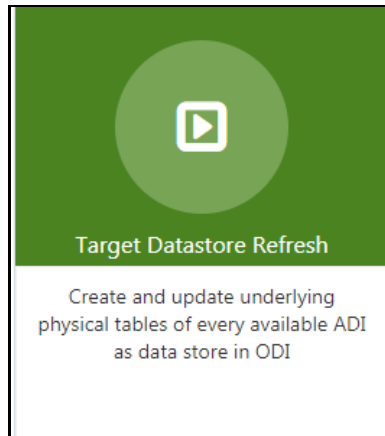 Target Datastore Refresh
Create and update underlying
physical tables of every available ADI
as data store in ODI